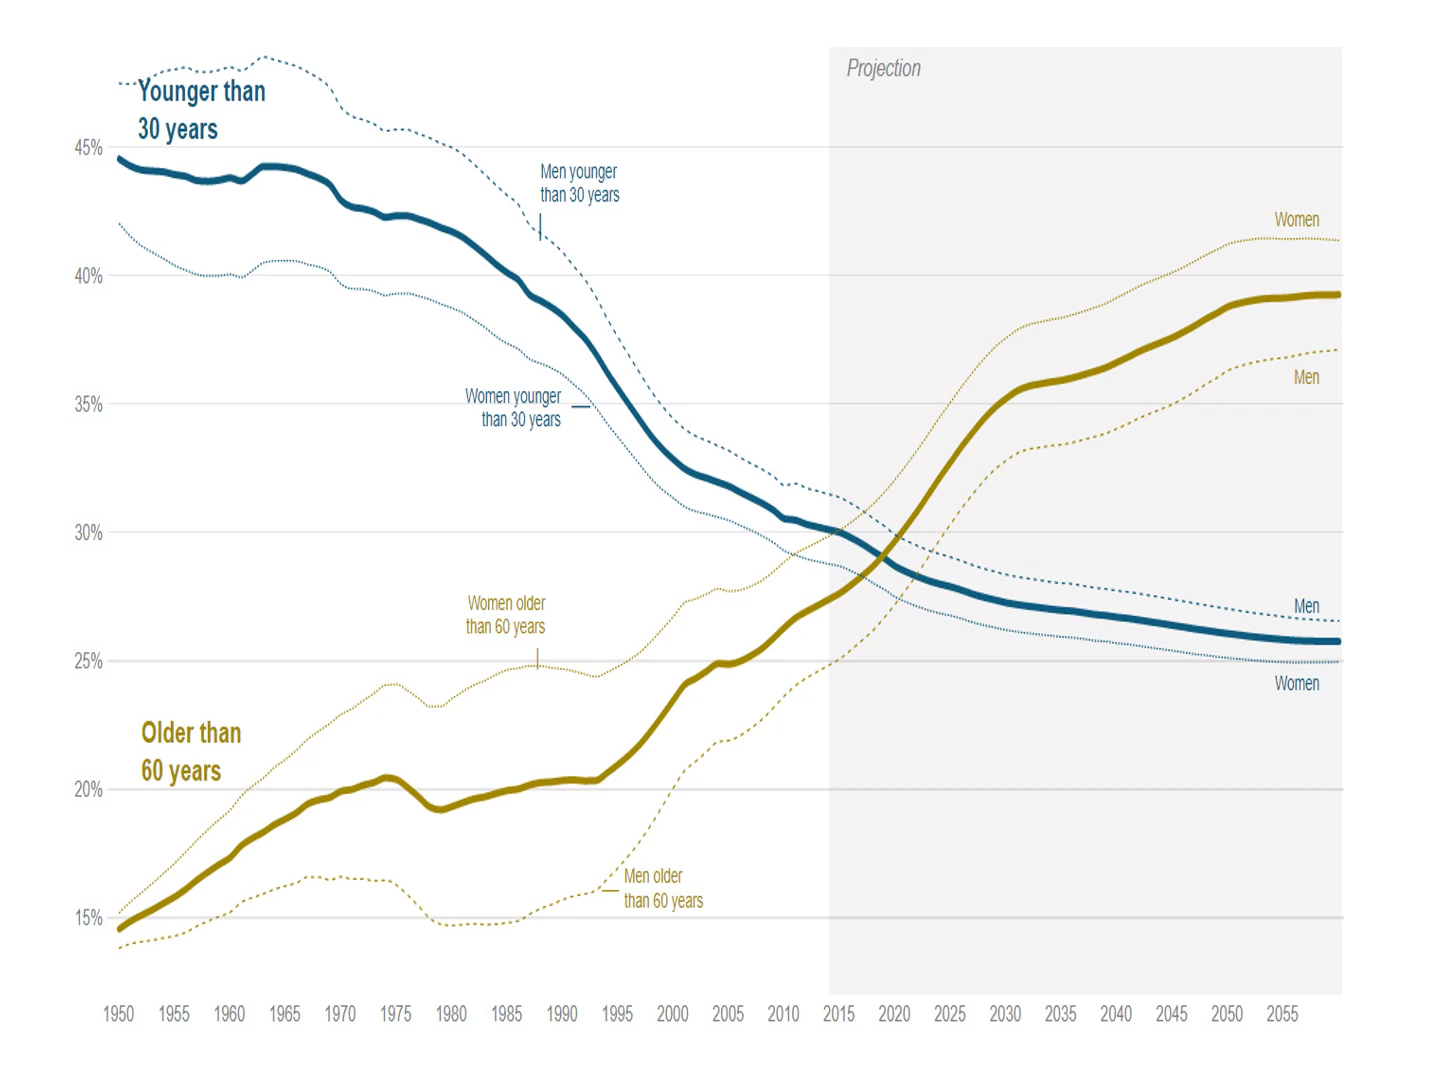 Projection
Younger than
30 years
45%
Men younger
than 30 years
Women
40%
Men
Women younger
than 30 years
35%
30%
Women older
than 60 years
Men
25%
Women
Older than
60 years
20%
Men older
than 60 years
15%
1950 1955 1960 1965 1970 1975 1980 1985 1990 1995 2000 2005 2010 2015 2020 2025 2030 2035 2040 2045 2050 2055